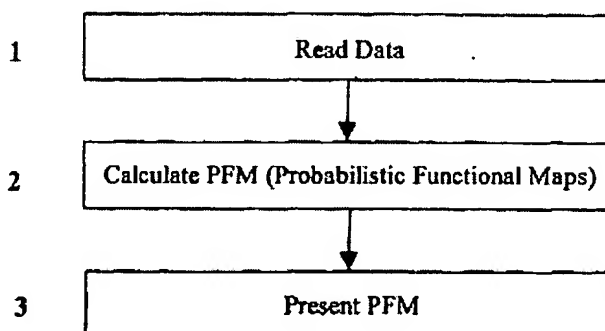 1 Read Data
2 Calculate PFM (Probabilistic Functional Maps)
3 Present PFM